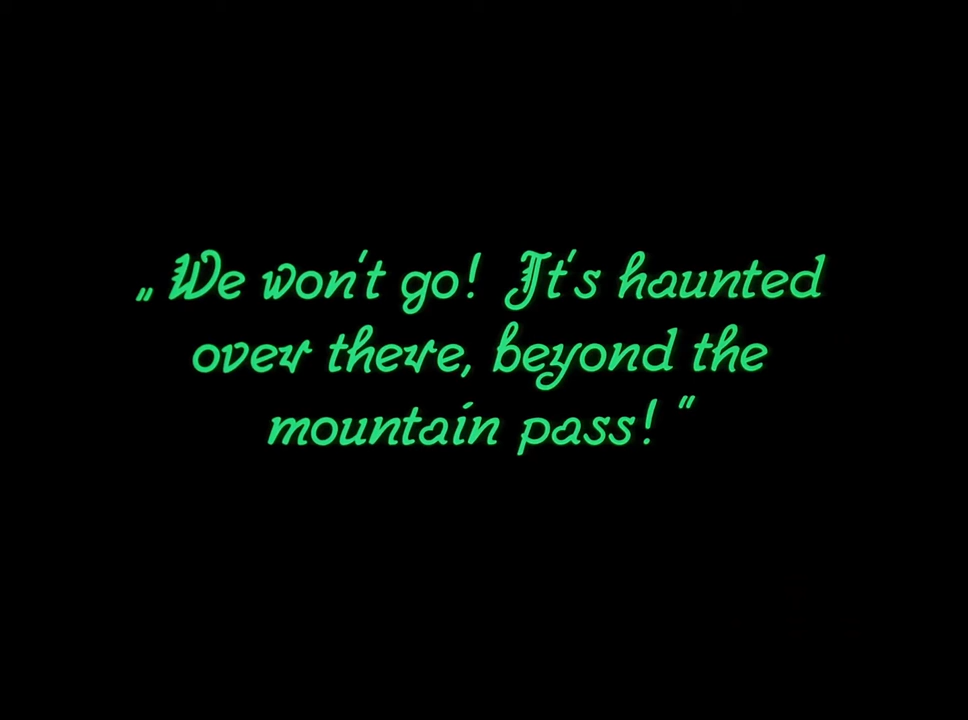 „We won't go! It's haunted
over there, beyond the
mountain pass!"